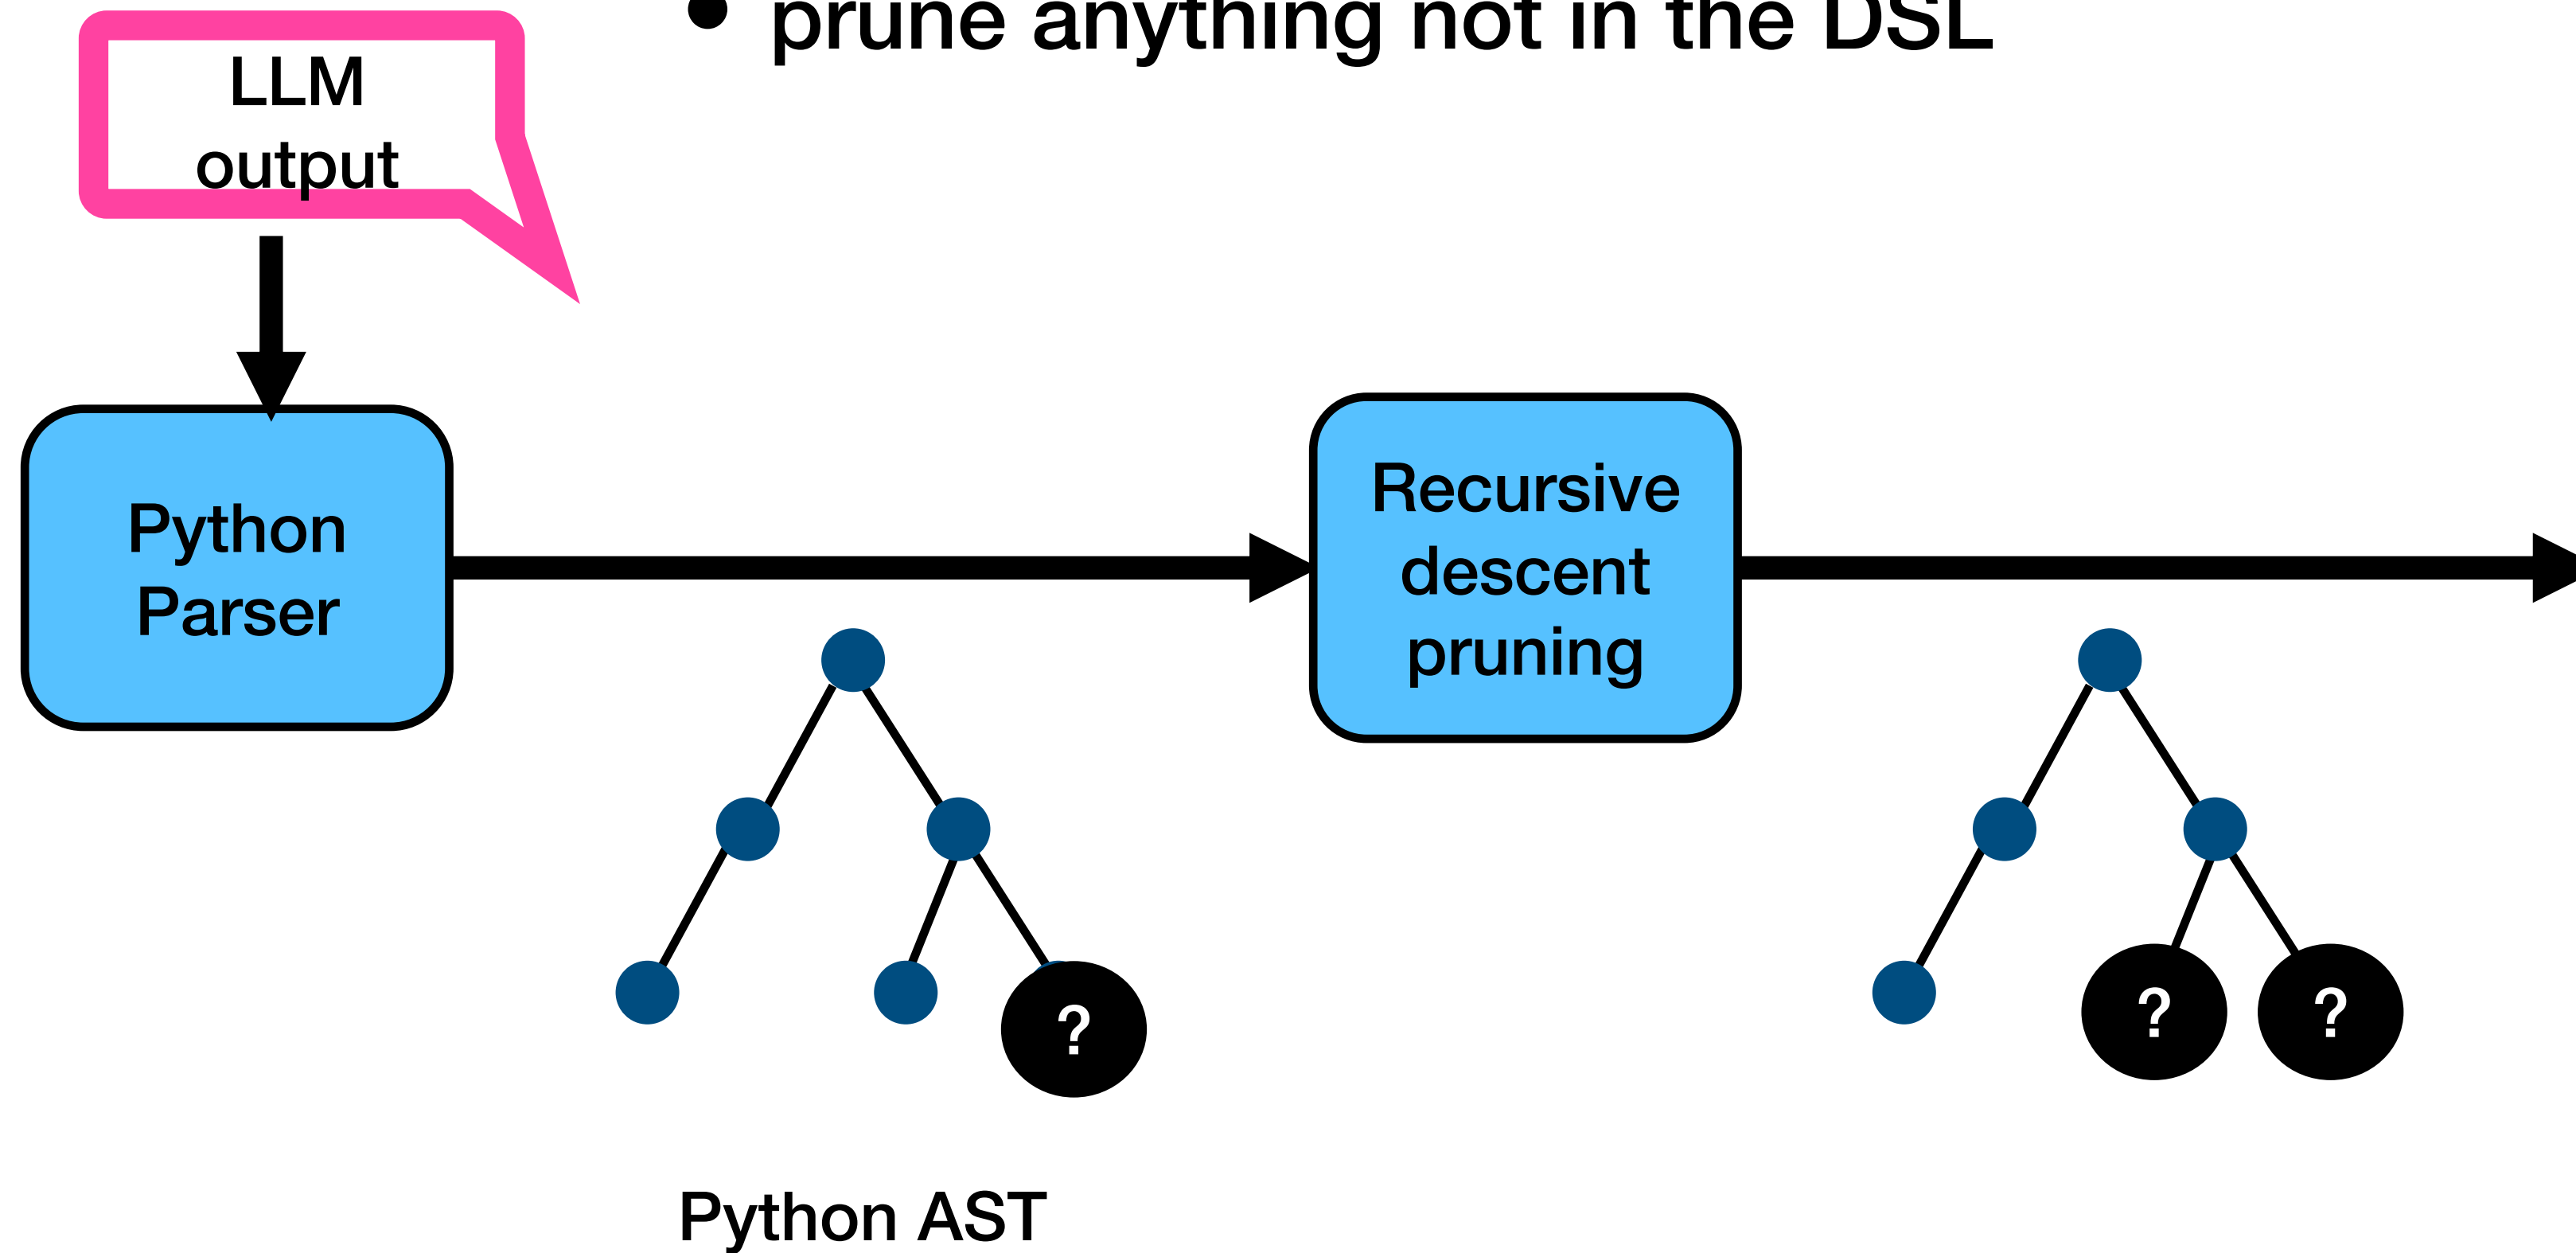 • prune anything not in the DSL
LLM
output
Python
Parser
Recursive
descent
pruning
?
? ?
Python AST